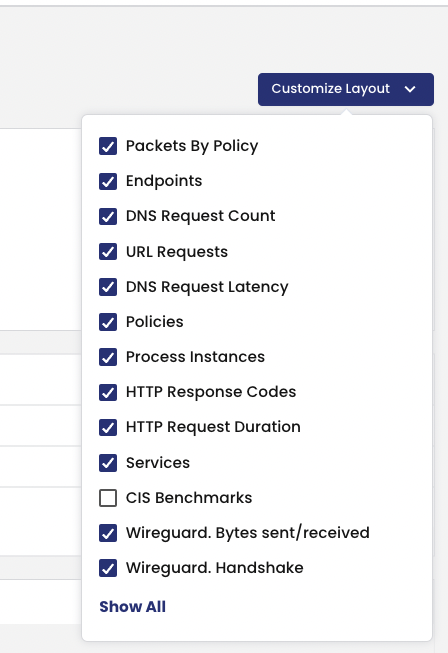 Customize Layout
Packets By Policy
Endpoints
DNS Request Count
URL Requests
DNS Request Latency
Policies
Process Instances
HTTP Response Codes
HTTP Request Duration
Services
CIS Benchmarks
Wireguard. Bytes sent/received
Wireguard. Handshake
Show All